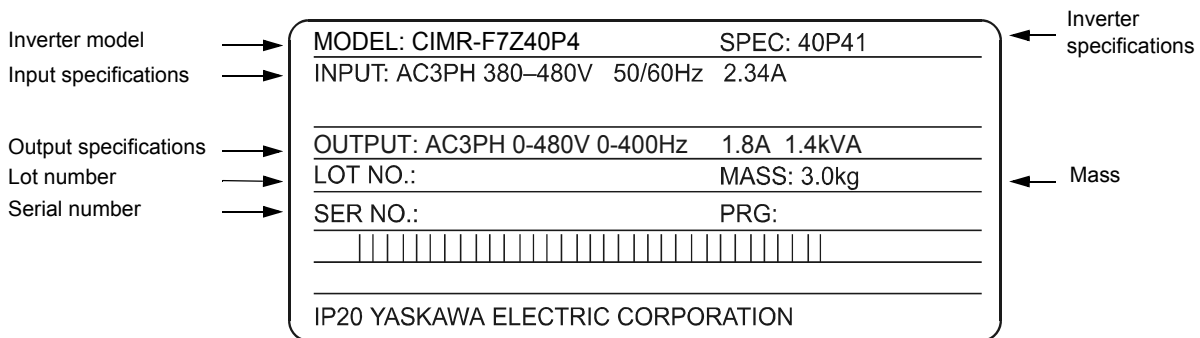 Inverter model
Input specifications
Output specifications
Lot number
Serial number
MODEL: CIMR-F7Z40P4 SPEC: 40P41
INPUT: AC3PH 380–480V 50/60Hz 2.34A
OUTPUT: AC3PH 0-480V 0-400Hz 1.8A 1.4kVA
LOT NO.: MASS: 3.0kg
SER NO.: PRG:
IP20 YASKAWA ELECTRIC CORPORATION
Inverter
specifications
Mass